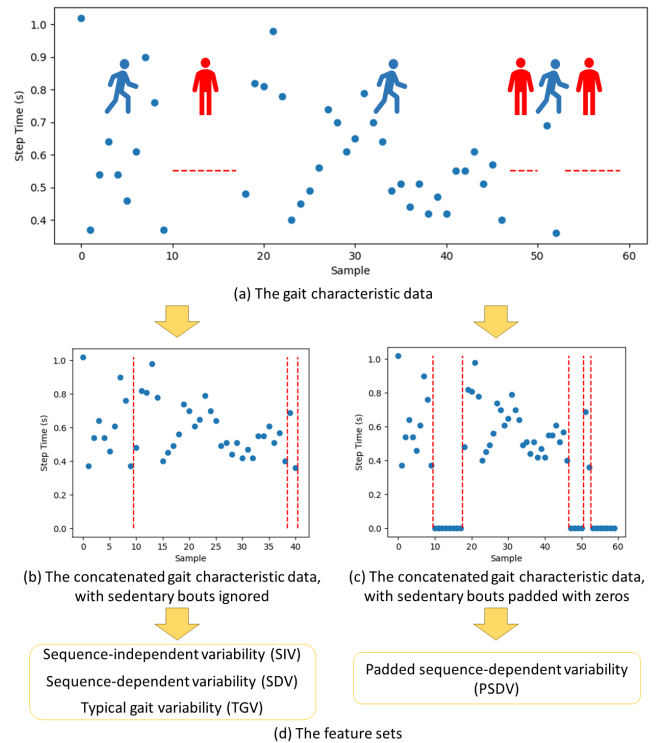 1.0
0.9
0.8
0.7
0.6
0.5
0.4
Step Time (s)
0 10 20 30 40 50 60
Sample
(a) The gait characteristic data
1.0
0.8
0.6
0.4
0.2
0.0
Step Time (s)
0 5 10 15 20 25 30 35 40
Sample
(b) The concatenated gait characteristic data,
with sedentary bouts ignored
1.0
0.8
0.6
0.4
0.2
0.0
Step Time (s)
0 10 20 30 40 50 60
Sample
(c) The concatenated gait characteristic data,
with sedentary bouts padded with zeros
Sequence-independent variability (SIV)
Sequence-dependent variability (SDV)
Typical gait variability (TGV)
Padded sequence-dependent variability
(PSDV)
(d) The feature sets